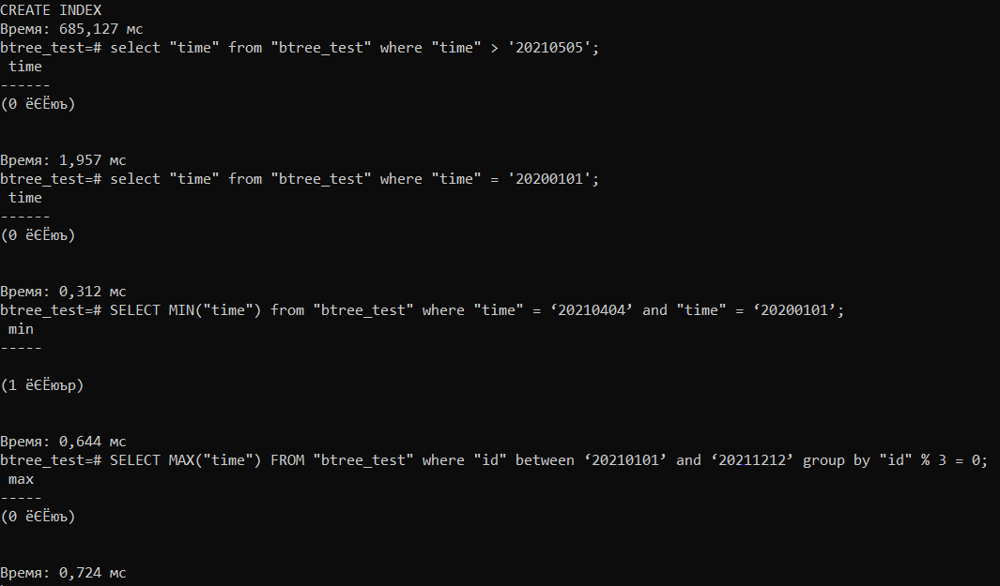 CREATE INDEX
Время: 685,127 мс
btree_test=# select "time" from "btree_test" where "time" > '20210505';
time
------
(0 ёЄЁюъ)
Время: 1,957 мс
btree_test=# select "time" from "btree_test" where "time" = '20200101';
time
------
(0 ёЄЁюъ)
Время: 0,312 мс
btree_test=# SELECT MIN("time") from "btree_test" where "time" = ‘20210404’ and "time" = ‘20200101’;
min
-----
(1 ёЄЁюър)
Время: 0,644 мс
btree_test=# SELECT MAX("time") FROM "btree_test" where "id" between ‘20210101’ and ‘20211212’ group by "id" % 3 = 0;
max
-----
(0 ёЄЁюъ)
Время: 0,724 мс